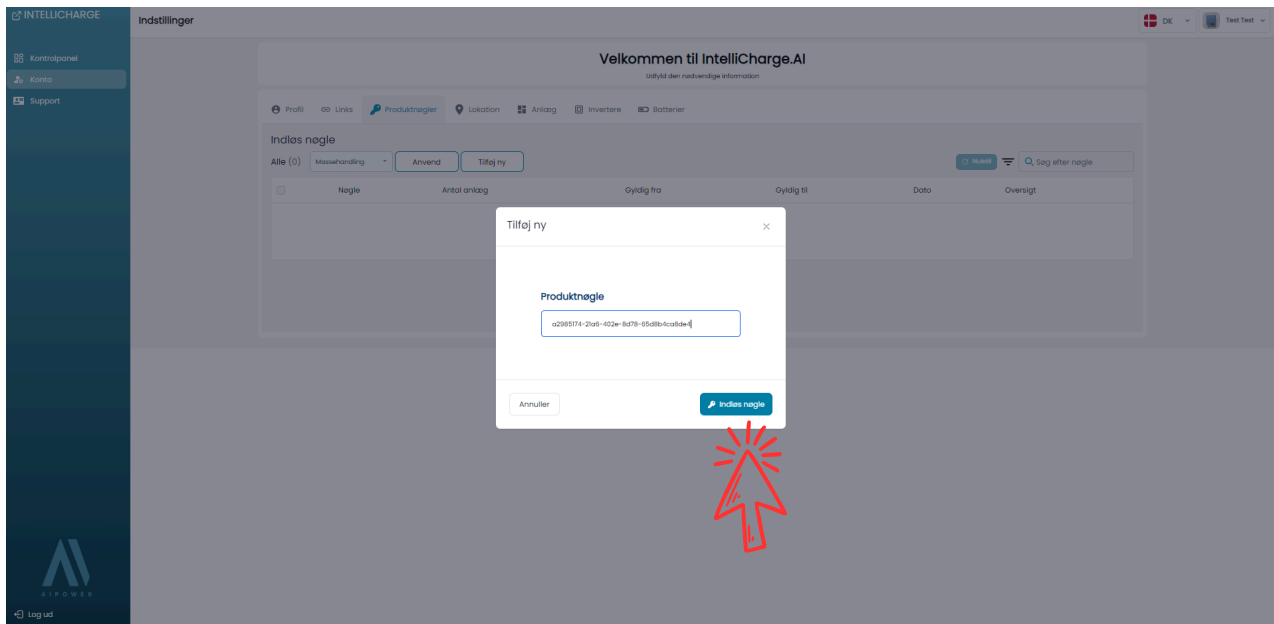 INTELLICHARGE
Indstillinger
DK
Test Test
Kontrolpanel
Konto
Support
Velkommen til IntelliCharge.AI
Udfyld den nødvendige information
Profil Links Produktnøgler Lokation Anlæg Invertere Batterier
Indløs nøgle
Alle (0) Massehandling Anvend Tilføj ny Nulstil Søg efter nøgle
Nøgle Antal anlæg Gyldig fra Gyldig til Dato Oversigt
Tilføj ny
Produktnøgle
a2985174-21a6-402e-8d78-65d8b4ca8de4
Annuller Indløs nøgle
AIPOWER
Log ud